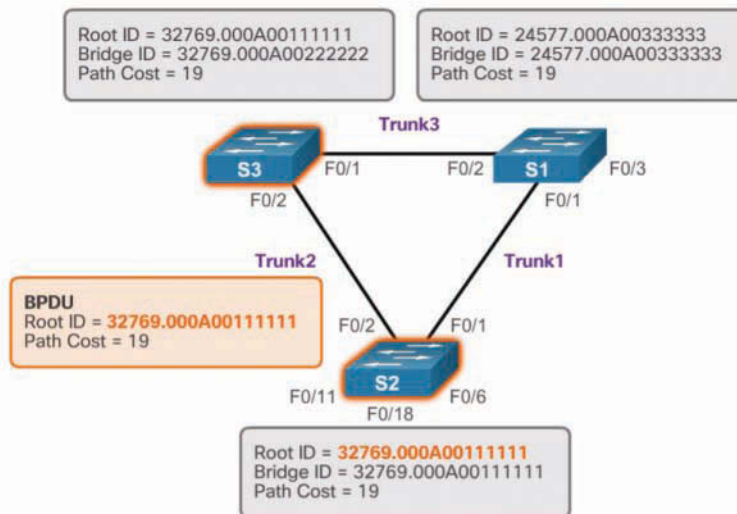 Root ID = 32769.000A00111111
Bridge ID = 32769.000A00222222
Path Cost = 19
Root ID = 24577.000A00333333
Bridge ID = 24577.000A00333333
Path Cost = 19
Trunk3
S3
S1
F0/1
F0/2
F0/3
F0/2
F0/1
Trunk2
Trunk1
BPDU
Root ID = 32769.000A00111111
Path Cost = 19
F0/2
F0/1
S2
F0/11
F0/6
F0/18
Root ID = 32769.000A00111111
Bridge ID = 32769.000A00111111
Path Cost = 19